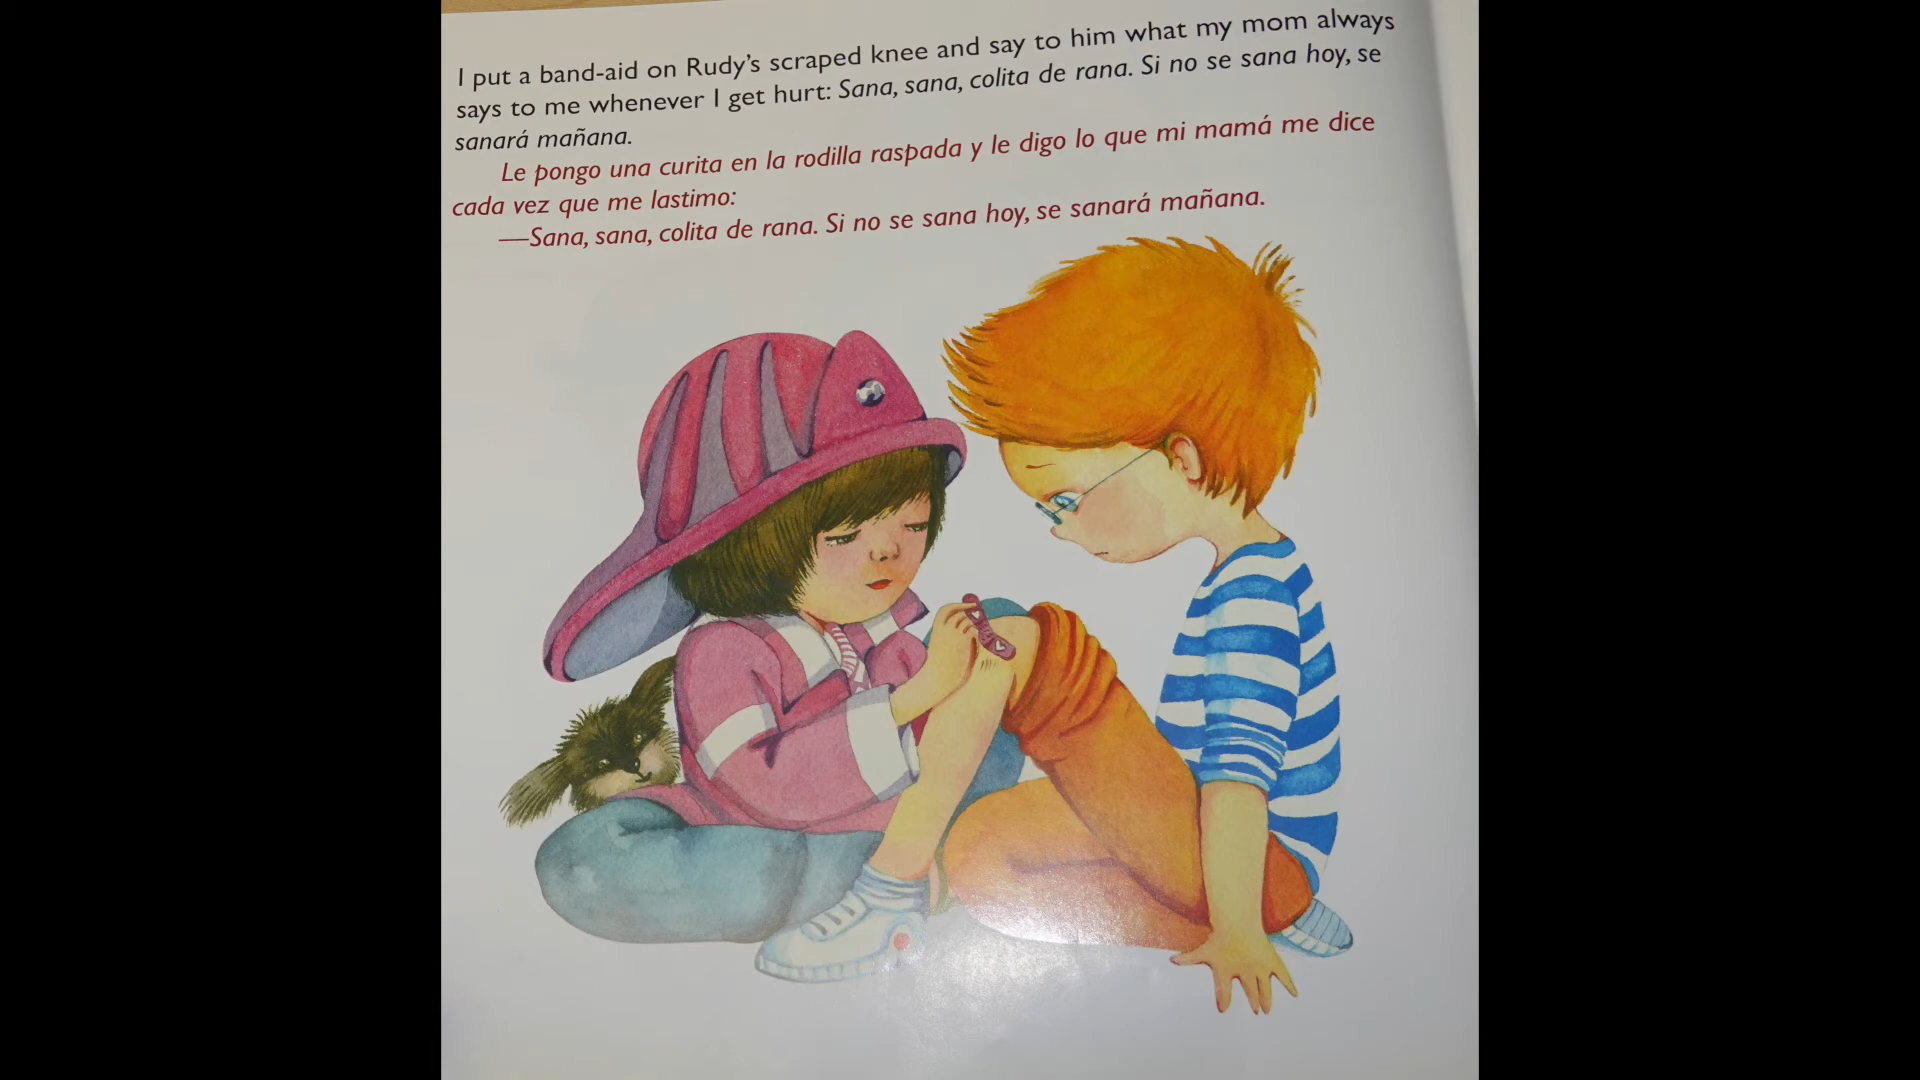 I put a band-aid on Rudy's scraped knee and say to him what my mom always
says to me whenever I get hurt: Sana, sana, colita de rana. Si no se sana hoy, se
sanará mañana.
Le pongo una curita en la rodilla raspada y le digo lo que mi mamá me dice
cada vez que me lastimo:
—Sana, sana, colita de rana. Si no se sana hoy, se sanará mañana.